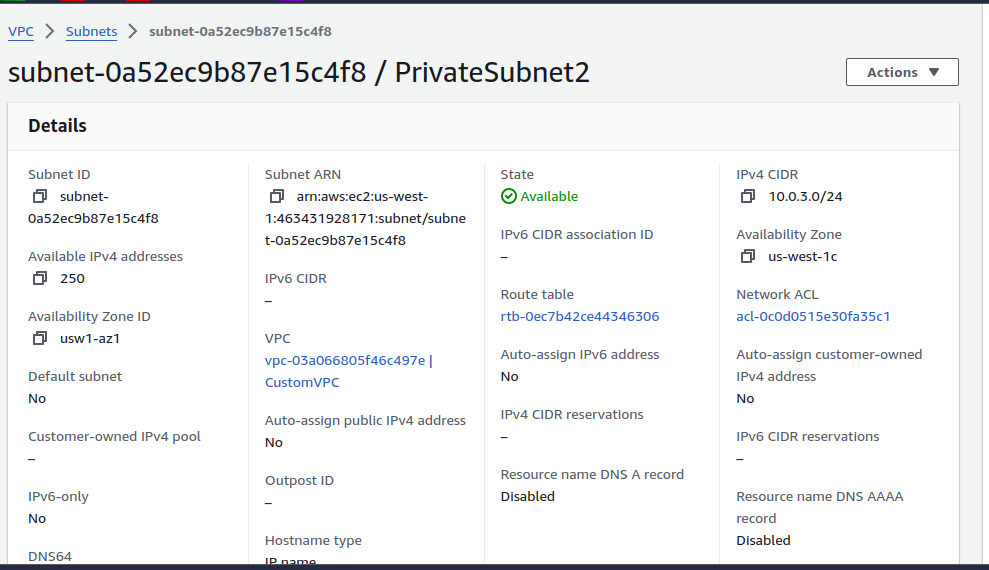 VPC > Subnets > subnet-0a52ec9b87e15c4f8
subnet-0a52ec9b87e15c4f8 / PrivateSubnet2
Actions
Details
Subnet ID
subnet-
0a52ec9b87e15c4f8
Available IPv4 addresses
250
Availability Zone ID
usw1-az1
Default subnet
No
Customer-owned IPv4 pool
–
IPv6-only
No
DNS64
Subnet ARN
arn:aws:ec2:us-west-
1:463431928171:subnet/subne
t-0a52ec9b87e15c4f8
IPv6 CIDR
–
VPC
vpc-03a066805f46c497e |
CustomVPC
Auto-assign public IPv4 address
No
Outpost ID
–
Hostname type
IP name
State
Available
IPv6 CIDR association ID
–
Route table
rtb-0ec7b42ce44346306
Auto-assign IPv6 address
No
IPv4 CIDR reservations
–
Resource name DNS A record
Disabled
IPv4 CIDR
10.0.3.0/24
Availability Zone
us-west-1c
Network ACL
acl-0c0d0515e30fa35c1
Auto-assign customer-owned
IPv4 address
No
IPv6 CIDR reservations
–
Resource name DNS AAAA
record
Disabled